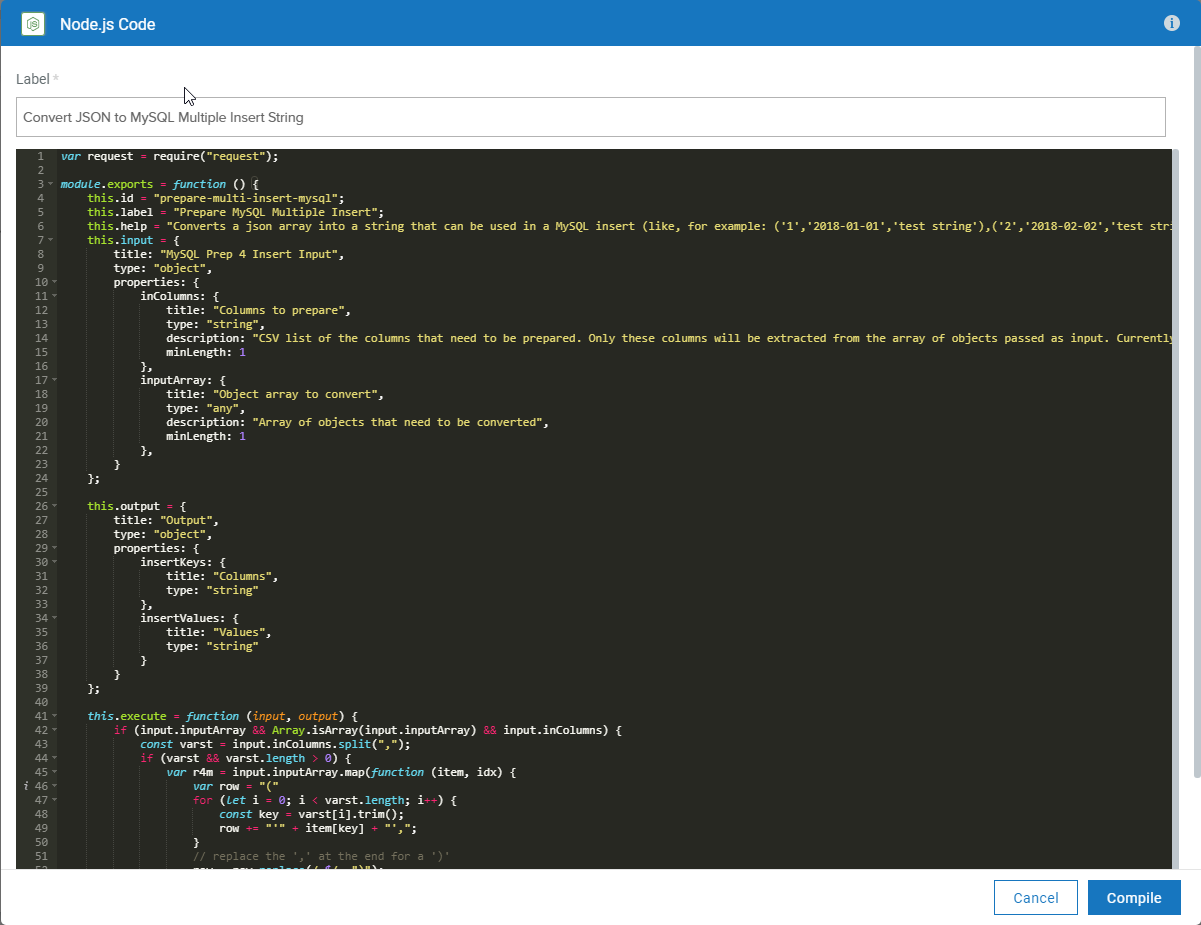 Node.js Code
Label *
Convert JSON to MySQL Multiple Insert String
1 var request = require("request");
2
3 module.exports = function () {
4 this.id = "prepare-multi-insert-mysql";
5 this.label = "Prepare MySQL Multiple Insert";
6 this.help = "Converts a json array into a string that can be used in a MySQL insert (like, for example: ('1','2018-01-01','test string'),('2','2018-02-02','test stri
7 this.input = {
8 title: "MySQL Prep 4 Insert Input",
9 type: "object",
10 properties: {
11 inColumns: {
12 title: "Columns to prepare",
13 type: "string",
14 description: "CSV list of the columns that need to be prepared. Only these columns will be extracted from the array of objects passed as input. Currently
15 minLength: 1
16 },
17 inputArray: {
18 title: "Object array to convert",
19 type: "any",
20 description: "Array of objects that need to be converted",
21 minLength: 1
22 },
23 }
24 };
25
26 this.output = {
27 title: "Output",
28 type: "object",
29 properties: {
30 insertKeys: {
31 title: "Columns",
32 type: "string"
33 },
34 insertValues: {
35 title: "Values",
36 type: "string"
37 }
38 }
39 };
40
41 this.execute = function (input, output) {
42 if (input.inputArray && Array.isArray(input.inputArray) && input.inColumns) {
43 const varst = input.inColumns.split(",");
44 if (varst && varst.length > 0) {
45 var r4m = input.inputArray.map(function (item, idx) {
i 46 var row = "("
47 for (let i = 0; i < varst.length; i++) {
48 const key = varst[i].trim();
49 row += "'" + item[key] + "',";
50 }
51 // replace the ',' at the end for a ')'
Cancel
Compile